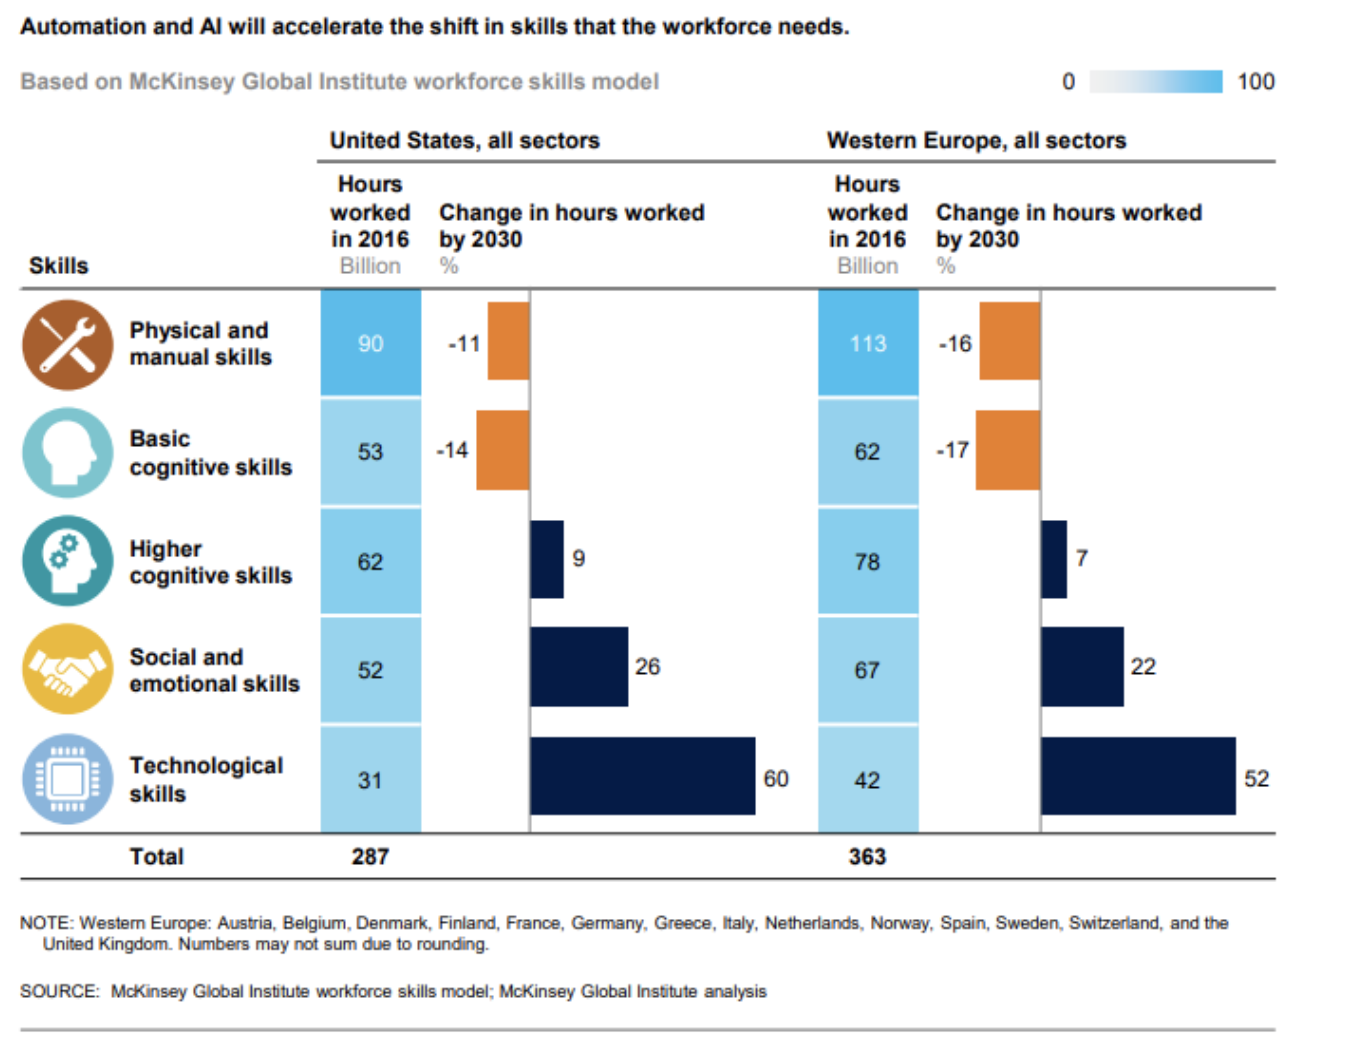 Automation and AI will accelerate the shift in skills that the workforce needs.
Based on McKinsey Global Institute workforce skills model
0 100
United States, all sectors Western Europe, all sectors
Hours Hours
worked Change in hours worked worked Change in hours worked
in 2016 by 2030 in 2016 by 2030
Skills Billion % Billion %
Physical and
manual skills
90 -11 113 -16
Basic
cognitive skills
53 -14 62 -17
Higher
cognitive skills
62 9 78 7
Social and
emotional skills
52 26 67 22
Technological
skills
31 60 42 52
Total 287 363
NOTE: Western Europe: Austria, Belgium, Denmark, Finland, France, Germany, Greece, Italy, Netherlands, Norway, Spain, Sweden, Switzerland, and the
United Kingdom. Numbers may not sum due to rounding.
SOURCE: McKinsey Global Institute workforce skills model; McKinsey Global Institute analysis